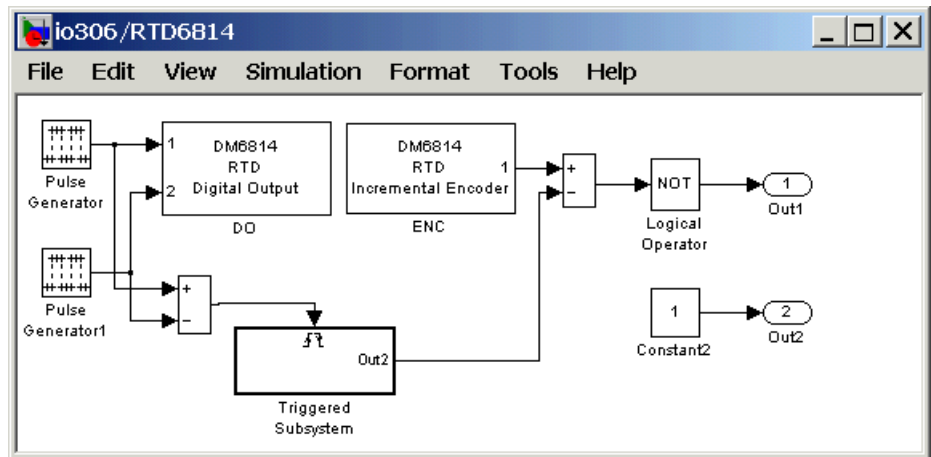 io306/RTD6814
File Edit View Simulation Format Tools Help
Pulse
Generator
1
2
DM6814
RTD
Digital Output
DO
DM6814
RTD
Incremental Encoder
1
ENC
+
−
NOT
Logical
Operator
1
Out1
Pulse
Generator1
+
−
Out2
Triggered
Subsystem
1
Constant2
2
Out2